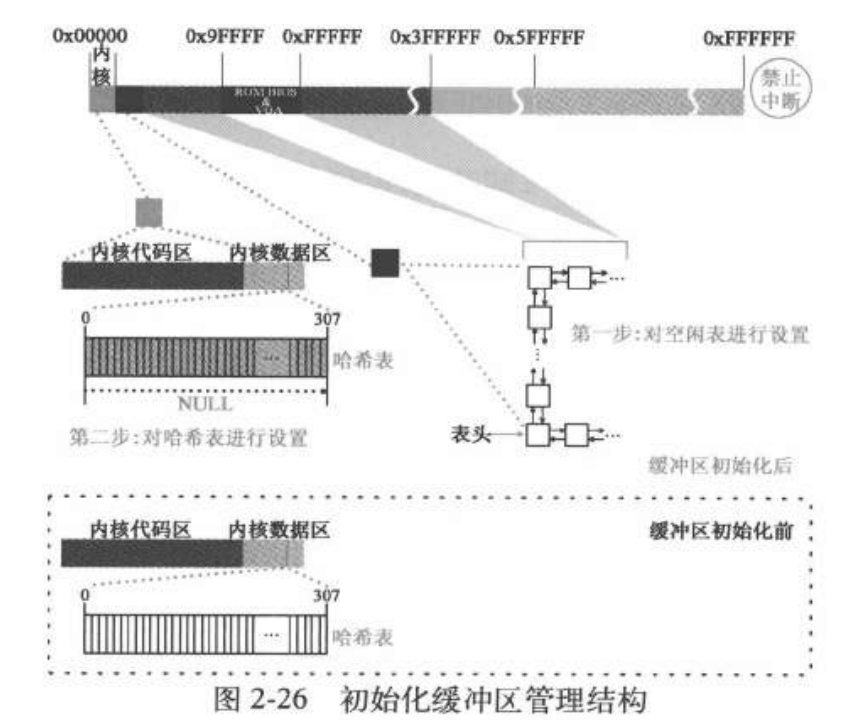 0x00000 0x9FFFF 0xFFFFF 0x3FFFFF 0x5FFFFF 0xFFFFFF
内核
ROM BIOS
&
VGA
禁止
中断
内核代码区 内核数据区
0 307
... 哈希表
NULL
第二步:对哈希表进行设置
...
第一步:对空闲表进行设置
...
表头 ...
缓冲区初始化后
缓冲区初始化前
内核代码区 内核数据区
0 307
... 哈希表
图 2-26 初始化缓冲区管理结构